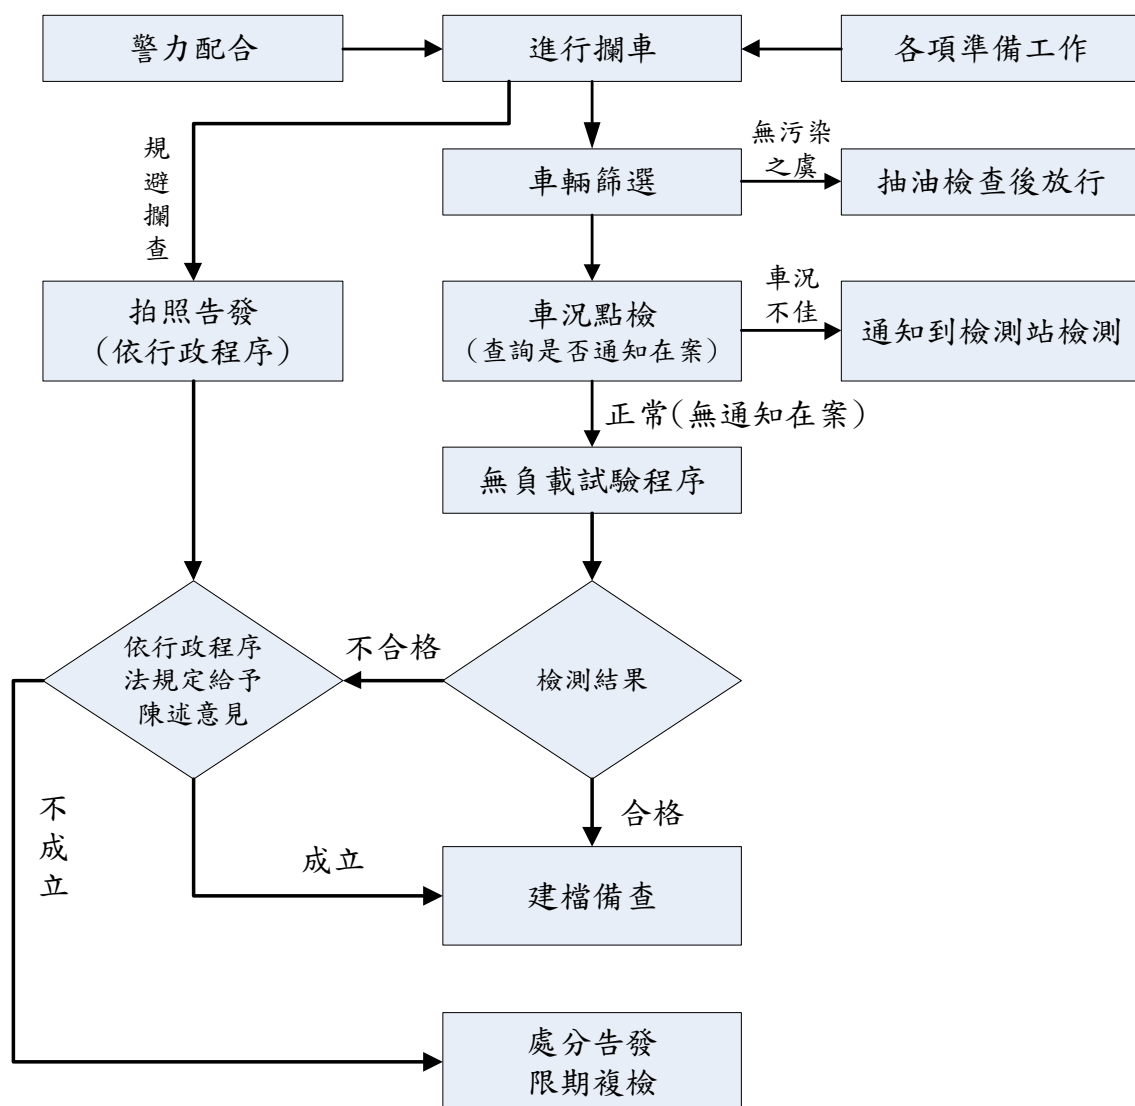 警力配合
進行攔車
各項準備工作
規避攔查
無污染
之虞
車輛篩選
抽油檢查後放行
拍照告發
（依行政程序）
車況點檢
（查詢是否通知在案）
車況
不佳
通知到檢測站檢測
正常(無通知在案）
無負載試驗程序
依行政程序
法規定給予
陳述意見
不合格
檢測結果
不成立
成立
合格
建檔備查
處分告發
限期複檢